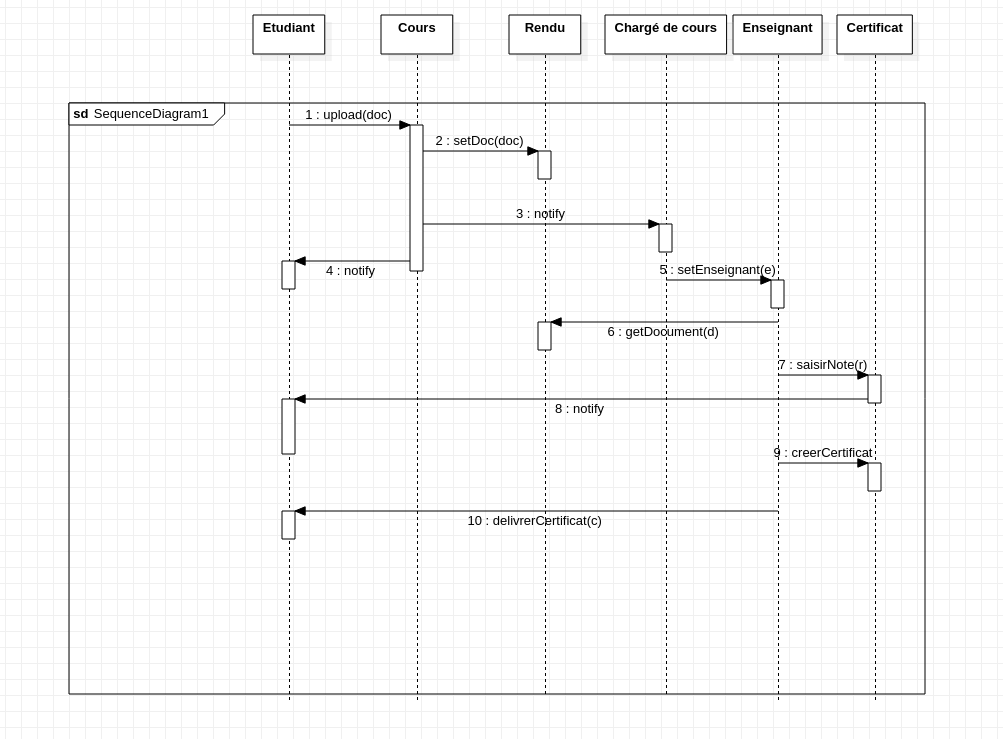 Etudiant
Cours
Rendu
Chargé de cours
Enseignant
Certificat
sd SequenceDiagram1
1 : upload(doc)
2 : setDoc(doc)
3 : notify
4 : notify
5 : setEnseignant(e)
6 : getDocument(d)
7 : saisirNote(r)
8 : notify
9 : creerCertificat
10 : delivrerCertificat(c)